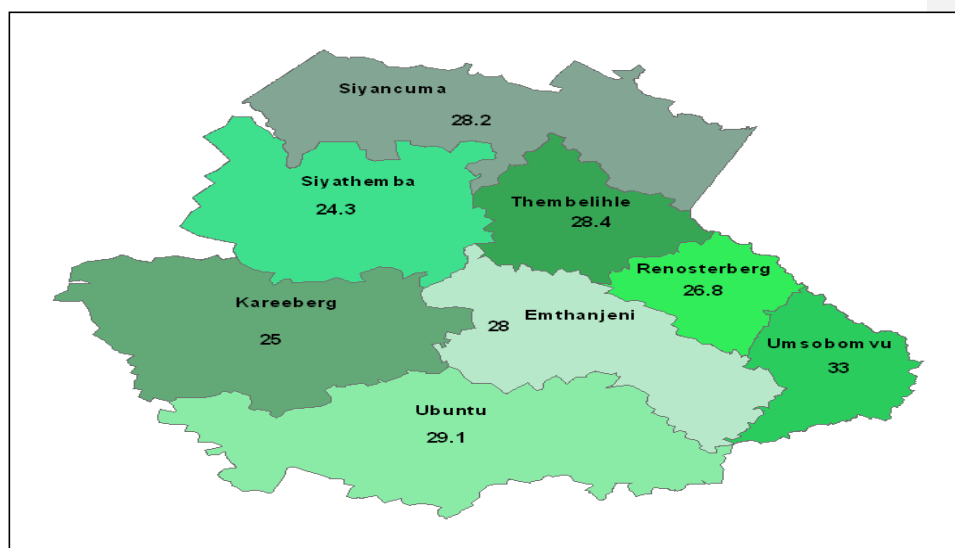 Siyancuma
28.2
Siyathemba
24.3
Thembelihle
28.4
Renosterberg
26.8
Kareeberg
25
Emthanjeni
28
Umsobomvu
33
Ubuntu
29.1